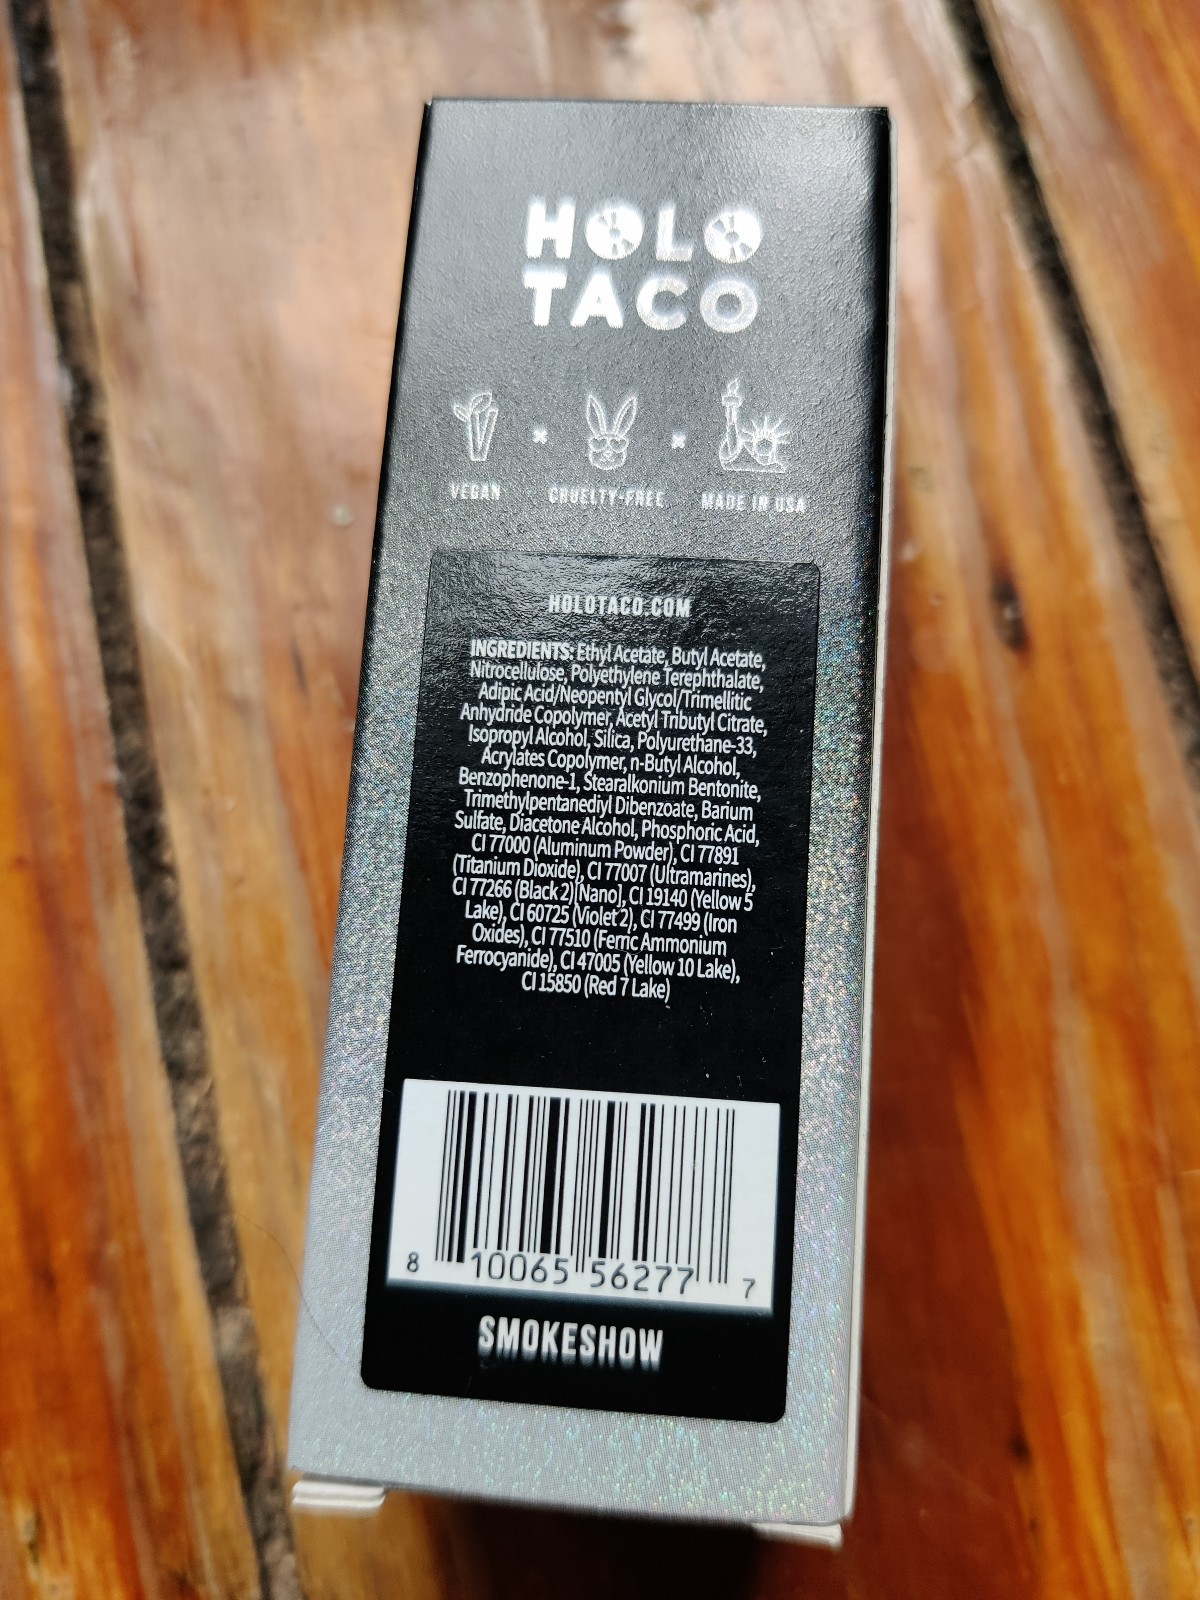 HOLO
TACO
VEGAN × CRUELTY-FREE × MADE IN USA
HOLOTACO.COM
INGREDIENTS: Ethyl Acetate, Butyl Acetate,
Nitrocellulose, Polyethylene Terephthalate,
Adipic Acid/Neopentyl Glycol/Trimellitic
Anhydride Copolymer, Acetyl Tributyl Citrate,
Isopropyl Alcohol, Silica, Polyurethane-33,
Acrylates Copolymer, n-Butyl Alcohol,
Benzophenone-1, Stearalkonium Bentonite,
Trimethylpentanediyl Dibenzoate, Barium
Sulfate, Diacetone Alcohol, Phosphoric Acid,
CI 77000 (Aluminum Powder), CI 77891
(Titanium Dioxide), CI 77007 (Ultramarines),
CI 77266 (Black 2)[Nano], CI 19140 (Yellow 5
Lake), CI 60725 (Violet 2), CI 77499 (Iron
Oxides), CI 77510 (Ferric Ammonium
Ferrocyanide), CI 47005 (Yellow 10 Lake),
CI 15850 (Red 7 Lake)
8 10065 56277 7
SMOKESHOW